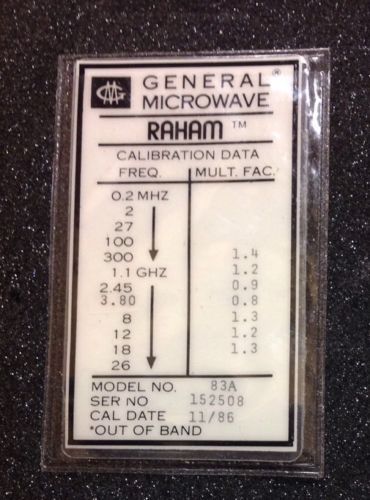 GENERAL®
MICROWAVE
RAHAM ™
CALIBRATION DATA
FREQ. MULT. FAC.
0.2 MHZ
2
27
100
300 1.4
1.1 GHZ 1.2
2.45 0.9
3.80 0.8
8 1.3
12 1.2
18 1.3
26
MODEL NO. 83A
SER NO 152508
CAL DATE 11/86
*OUT OF BAND